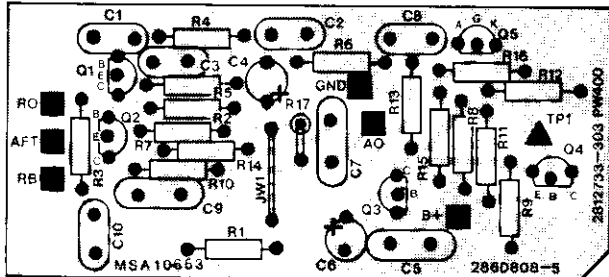 C1
R4
C2
C8
A G K
Q5
Q1
B
E
C
C3
C4
R6
R16
R5
GND
R12
RO
R2
R17
R13
Q2
B
E
C
AFT
R7
AO
R15
R8
R11
TP1
Q4
R14
R3
R10
JW1
C7
RB
C
B
E
Q3
E B C
C9
B+
R9
C10
R1
C6
C5
MSA10653
2860808-5
2812733-303 PW400